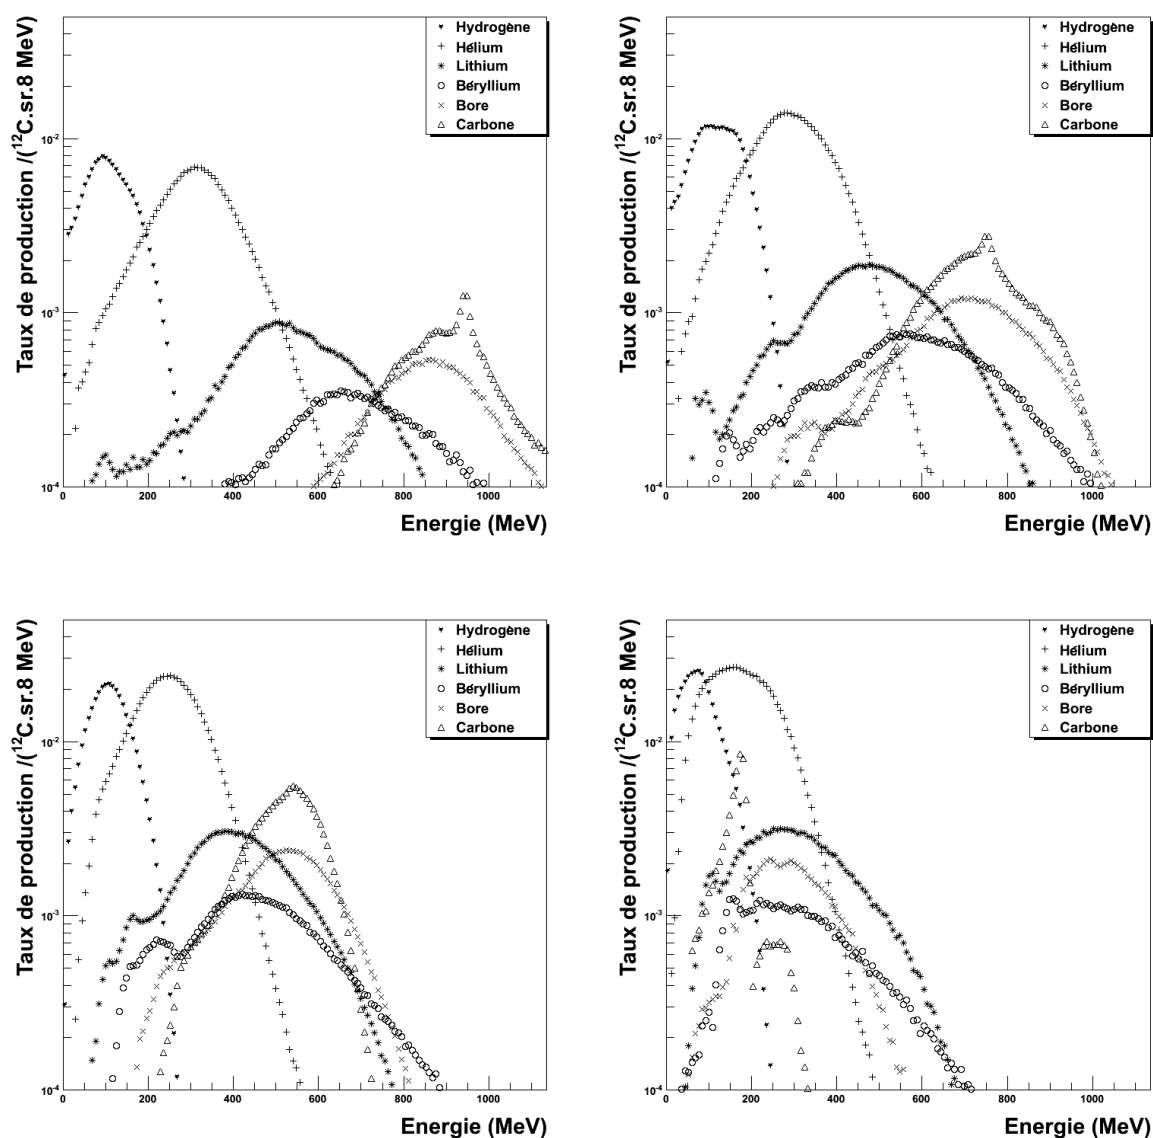 Taux de production /(¹²C.sr.8 MeV)
10⁻²
10⁻³
10⁻⁴
0 200 400 600 800 1000
Energie (MeV)
Hydrogène
Hélium
Lithium
Béryllium
Bore
Carbone
Taux de production /(¹²C.sr.8 MeV)
10⁻²
10⁻³
10⁻⁴
0 200 400 600 800 1000
Energie (MeV)
Hydrogène
Hélium
Lithium
Béryllium
Bore
Carbone
Taux de production /(¹²C.sr.8 MeV)
10⁻²
10⁻³
10⁻⁴
0 200 400 600 800 1000
Energie (MeV)
Hydrogène
Hélium
Lithium
Béryllium
Bore
Carbone
Taux de production /(¹²C.sr.8 MeV)
10⁻²
10⁻³
10⁻⁴
0 200 400 600 800 1000
Energie (MeV)
Hydrogène
Hélium
Lithium
Béryllium
Bore
Carbone